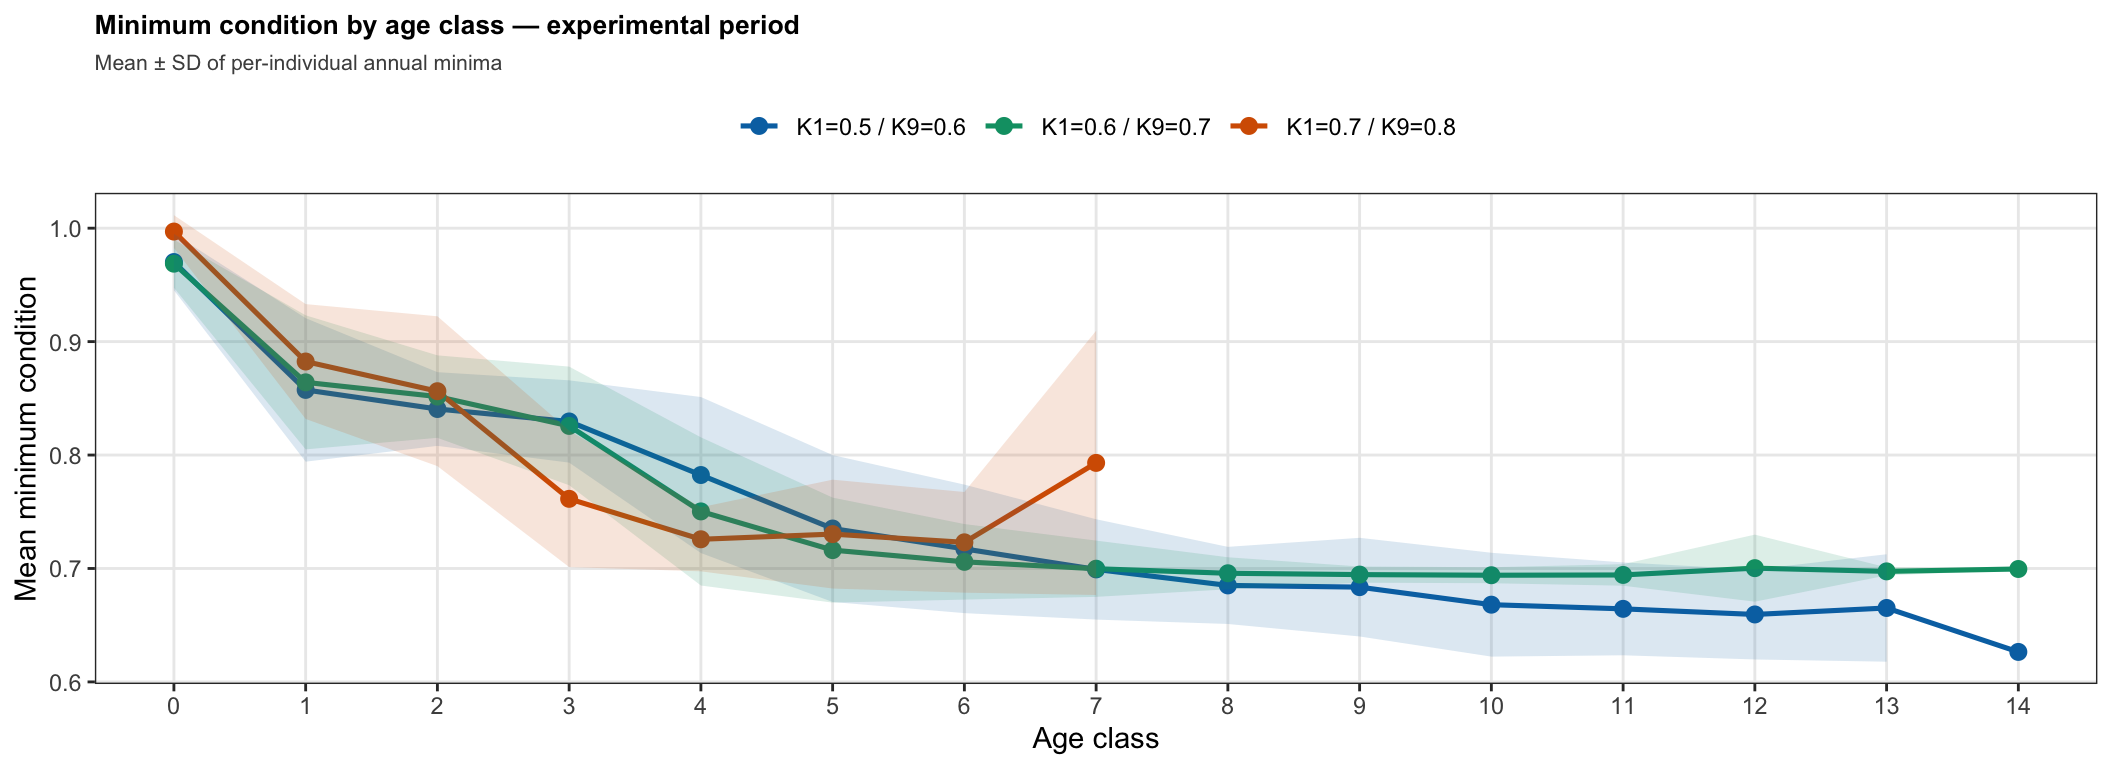 Minimum condition by age class — experimental period
Mean ± SD of per-individual annual minima
K1=0.5 / K9=0.6 K1=0.6 / K9=0.7 K1=0.7 / K9=0.8
Mean minimum condition
1.0
0.9
0.8
0.7
0.6
0 1 2 3 4 5 6 7 8 9 10 11 12 13 14
Age class